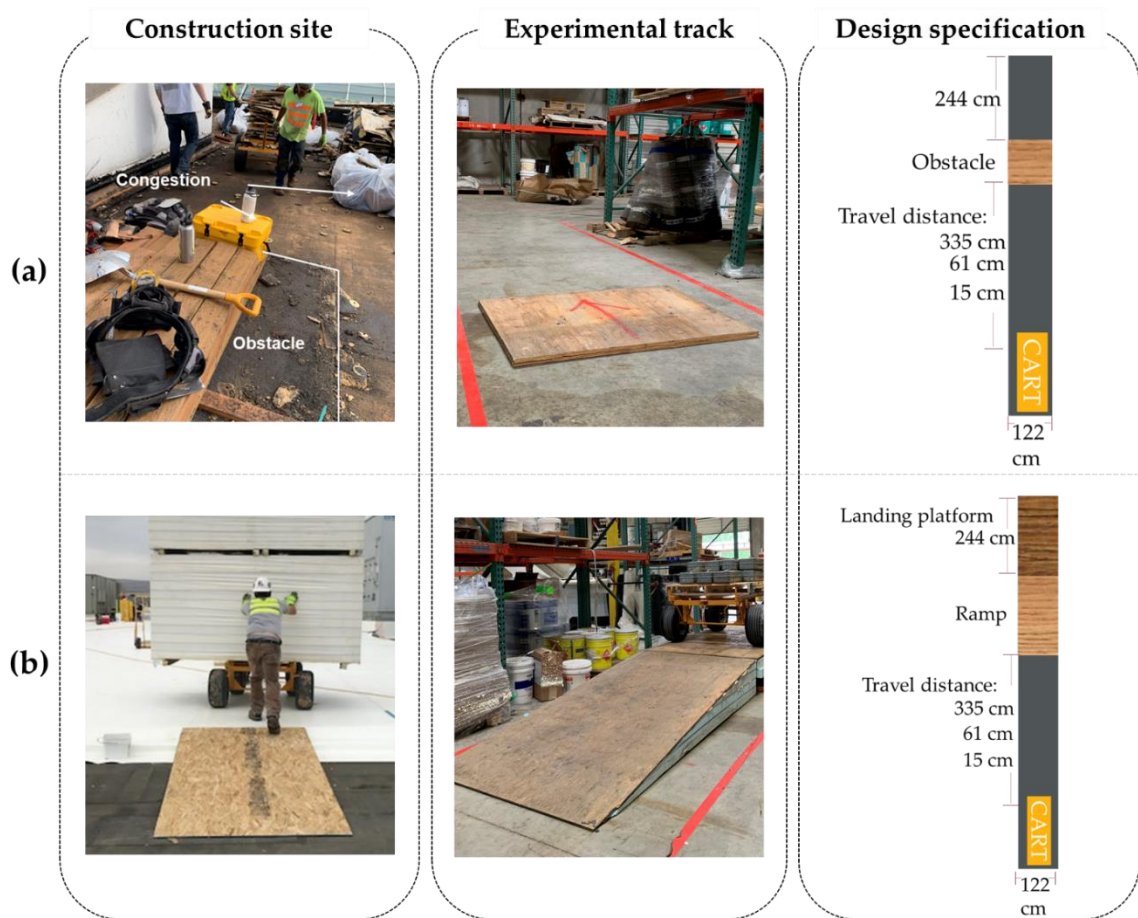 Construction site
Experimental track
Design specification
(a)
Congestion
Obstacle
244 cm
Obstacle
Travel distance:
335 cm
61 cm
15 cm
CART
122
cm
(b)
Landing platform
244 cm
Ramp
Travel distance:
335 cm
61 cm
15 cm
CART
122
cm